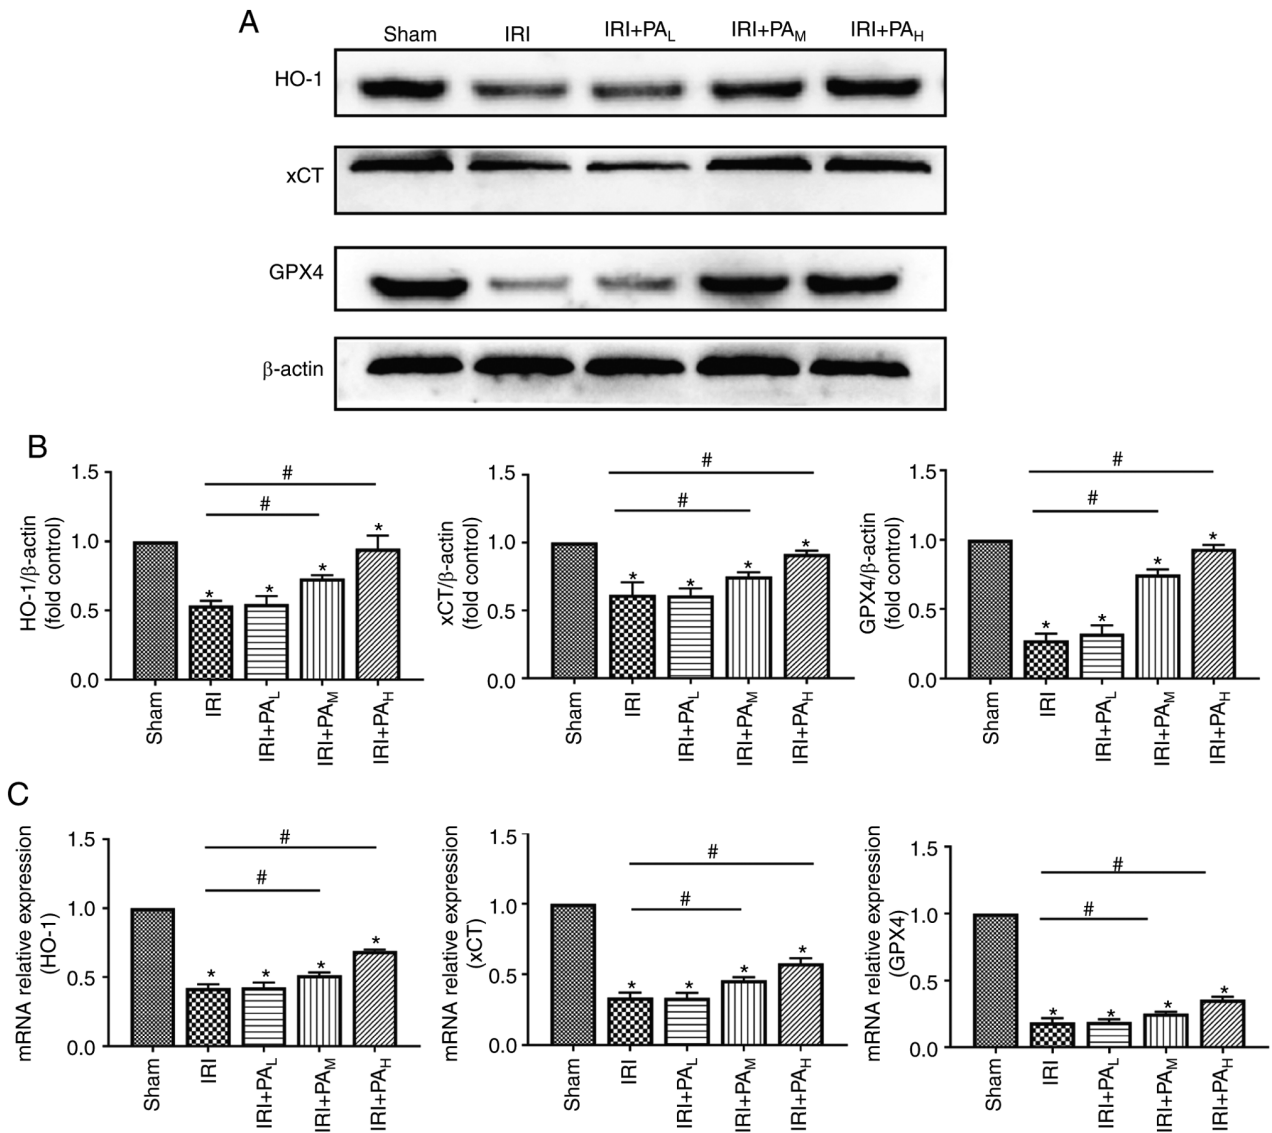 A
Sham IRI IRI+PAL IRI+PAM IRI+PAH
HO-1
xCT
GPX4
β-actin
B
HO-1/β-actin
(fold control)
1.5
1.0
0.5
0.0
#
#
* * * *
Sham IRI IRI+PAL IRI+PAM IRI+PAH
xCT/β-actin
(fold control)
1.5
1.0
0.5
0.0
#
#
* * * *
Sham IRI IRI+PAL IRI+PAM IRI+PAH
GPX4/β-actin
(fold control)
1.5
1.0
0.5
0.0
#
#
* * * *
Sham IRI IRI+PAL IRI+PAM IRI+PAH
C
mRNA relative expression
(HO-1)
1.5
1.0
0.5
0.0
#
#
* * * *
Sham IRI IRI+PAL IRI+PAM IRI+PAH
mRNA relative expression
(xCT)
1.5
1.0
0.5
0.0
#
#
* * * *
Sham IRI IRI+PAL IRI+PAM IRI+PAH
mRNA relative expression
(GPX4)
1.5
1.0
0.5
0.0
#
#
* * * *
Sham IRI IRI+PAL IRI+PAM IRI+PAH